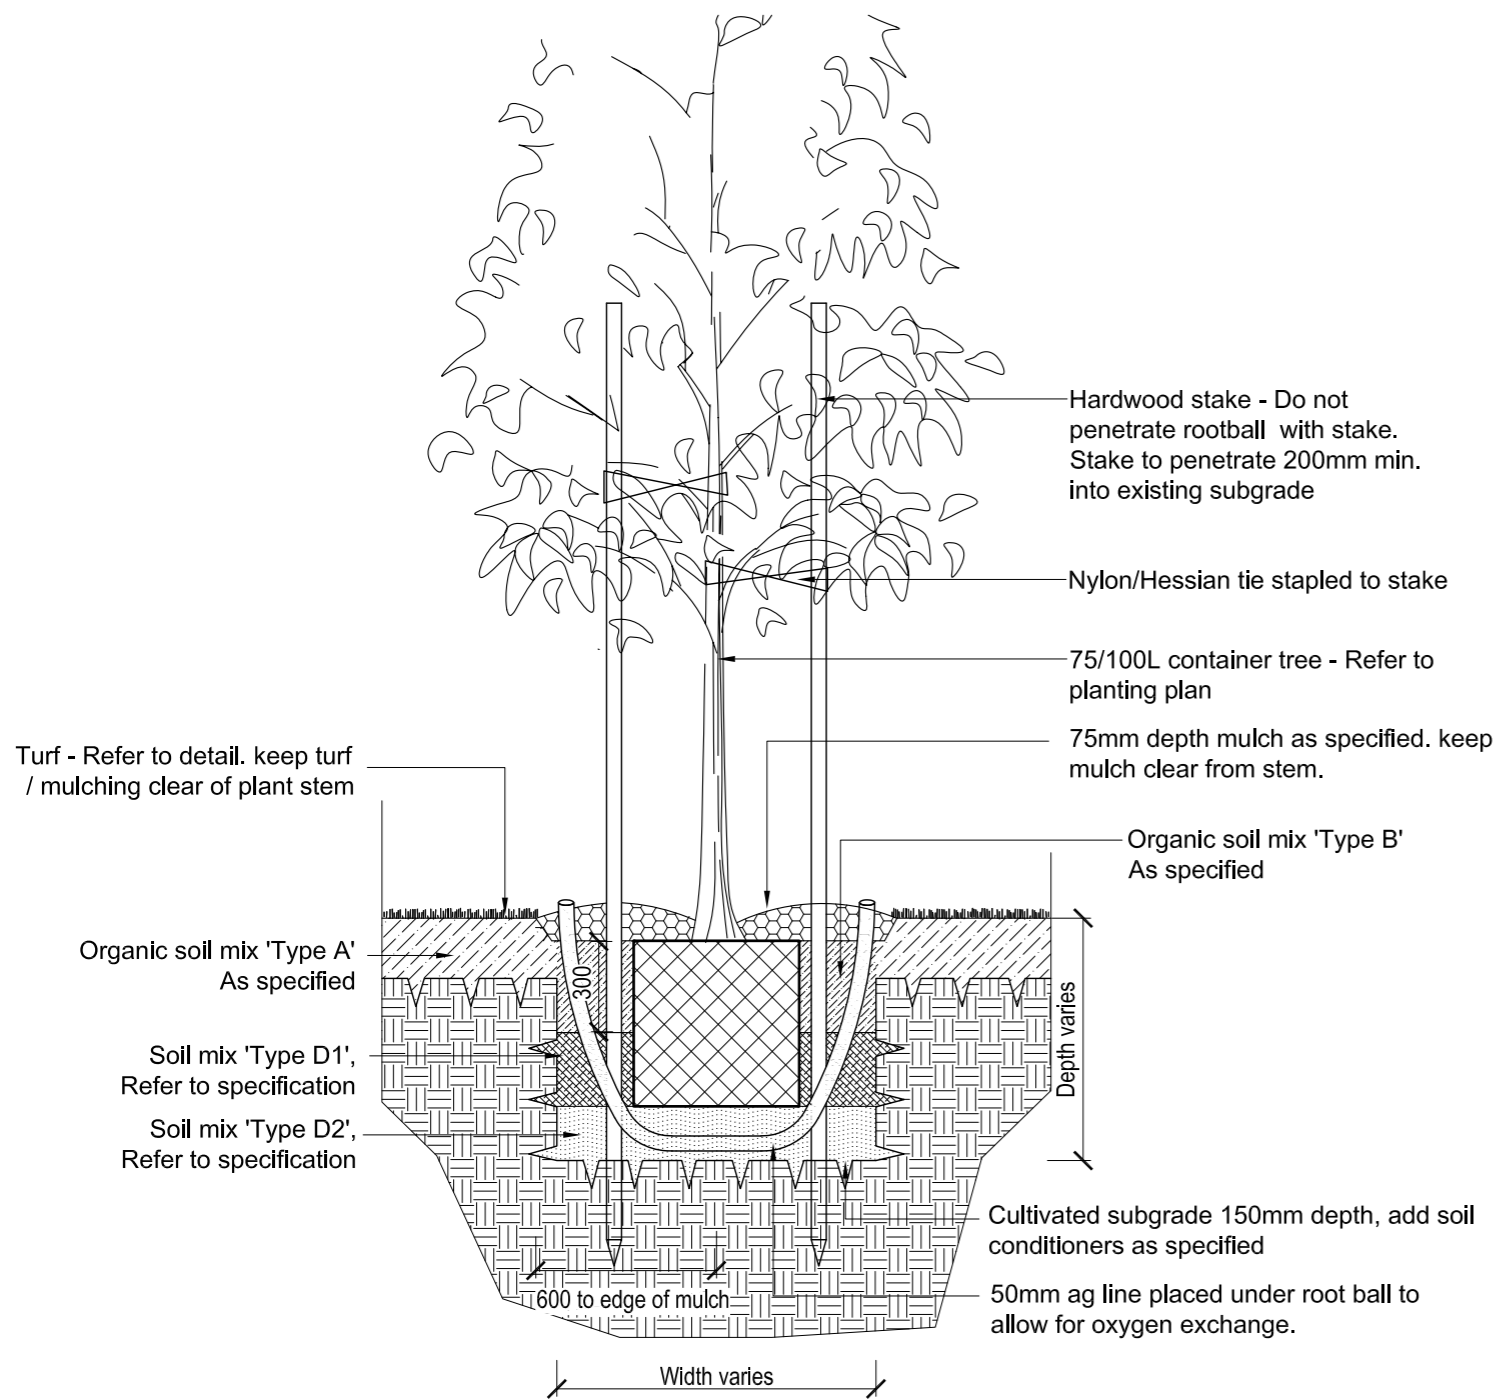 Hardwood stake - Do not
penetrate rootball with stake.
Stake to penetrate 200mm min.
into existing subgrade
Nylon/Hessian tie stapled to stake
75/100L container tree - Refer to
planting plan
75mm depth mulch as specified. keep
mulch clear from stem.
Turf - Refer to detail. keep turf
/ mulching clear of plant stem
Organic soil mix 'Type B'
As specified
Organic soil mix 'Type A'
As specified
300
Depth varies
Soil mix 'Type D1',
Refer to specification
Soil mix 'Type D2',
Refer to specification
Cultivated subgrade 150mm depth, add soil
conditioners as specified
600 to edge of mulch
50mm ag line placed under root ball to
allow for oxygen exchange.
Width varies